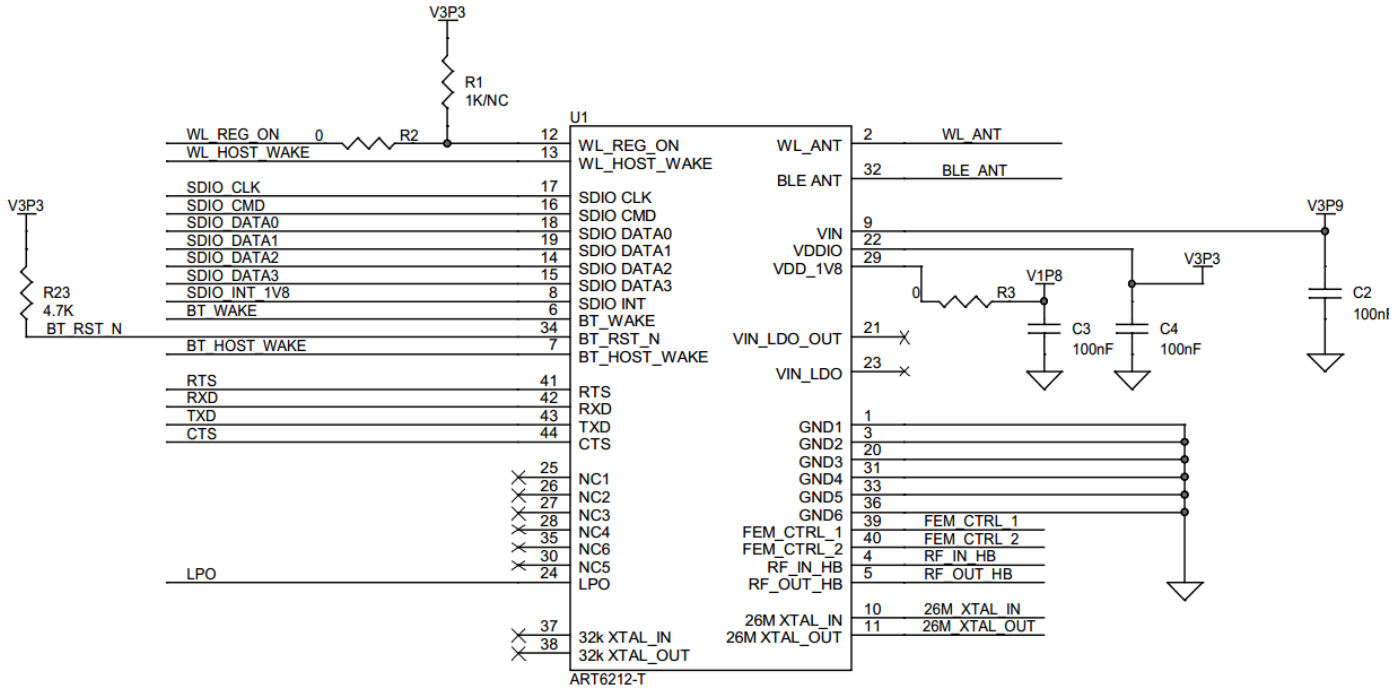 V3P3
R1
1K/NC
U1
WL_REG_ON 0 R2 12 WL_REG_ON
WL_HOST_WAKE 13 WL_HOST_WAKE
SDIO_CLK 17 SDIO CLK
SDIO_CMD 16 SDIO CMD
SDIO_DATA0 18 SDIO DATA0
SDIO_DATA1 19 SDIO DATA1
SDIO_DATA2 14 SDIO DATA2
SDIO_DATA3 15 SDIO DATA3
SDIO_INT_1V8 8 SDIO INT
BT_WAKE 6 BT_WAKE
V3P3
R23
4.7K
BT_RST_N 34 BT_RST_N
BT_HOST_WAKE 7 BT_HOST_WAKE
RTS 41 RTS
RXD 42 RXD
TXD 43 TXD
CTS 44 CTS
25 NC1
26 NC2
27 NC3
28 NC4
35 NC6
30 NC5
LPO 24 LPO
37 32k XTAL_IN
38 32k XTAL_OUT
ART6212-T
WL_ANT 2 WL_ANT
BLE ANT 32 BLE_ANT
VIN 9 V3P9
VDDIO 22 V3P3
VDD_1V8 29
0 R3 V1P8
C3
100nF
C4
100nF
C2
100nF
VIN_LDO_OUT 21
VIN_LDO 23
GND1 1
GND2 3
GND3 20
GND4 31
GND5 33
GND6 36
FEM_CTRL_1 39 FEM_CTRL_1
FEM_CTRL_2 40 FEM_CTRL_2
RF_IN_HB 4 RF_IN_HB
RF_OUT_HB 5 RF_OUT_HB
26M XTAL_IN 10 26M_XTAL_IN
26M XTAL_OUT 11 26M_XTAL_OUT